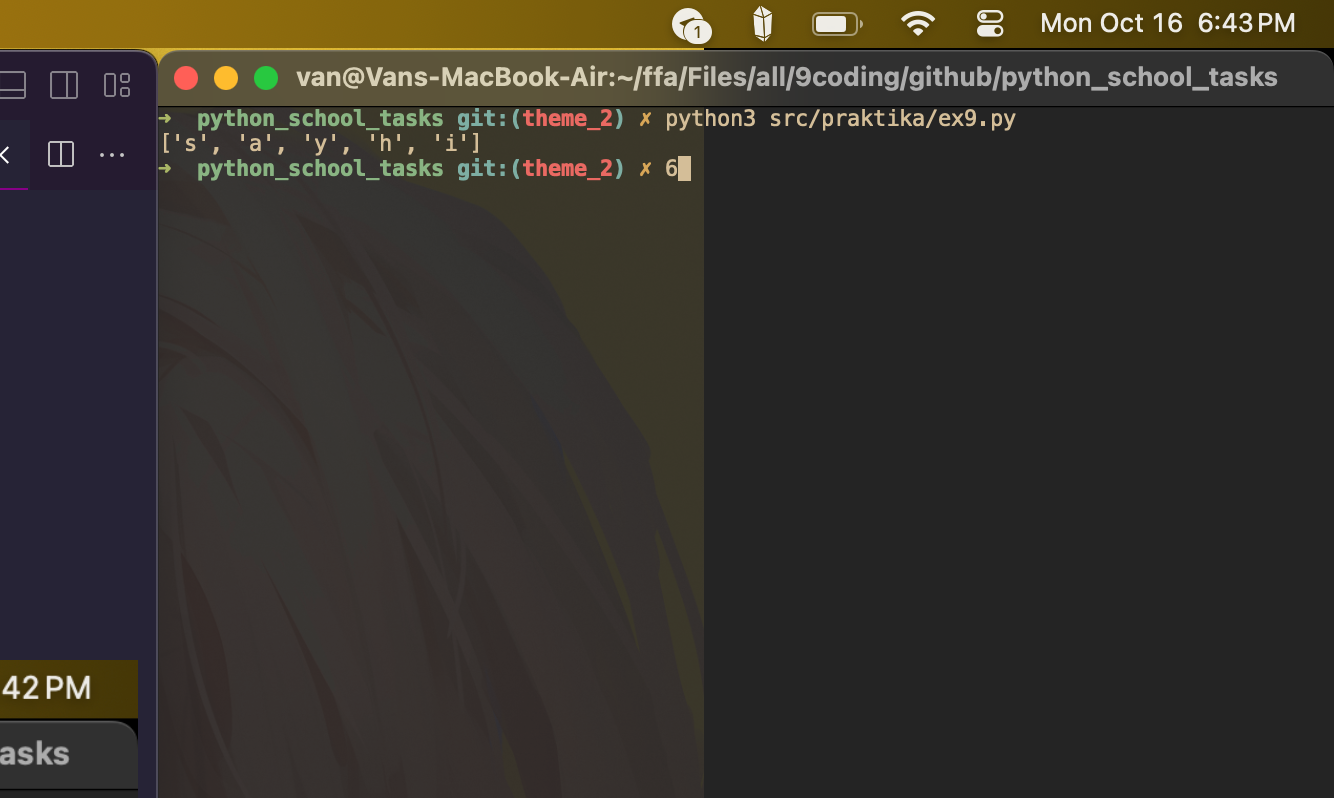 1
Mon Oct 16 6:43 PM
van@Vans-MacBook-Air:~/ffa/Files/all/9coding/github/python_school_tasks
➜ python_school_tasks git:(theme_2) ✗ python3 src/praktika/ex9.py
['s', 'a', 'y', 'h', 'i']
➜ python_school_tasks git:(theme_2) ✗ 6
42 PM
asks